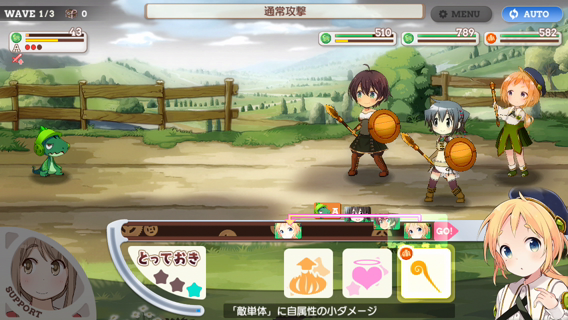 WAVE 1/3
0
通常攻撃
MENU
AUTO
43
510
789
582
GO!
とっておき
SUPPORT
「敵単体」に自属性の小ダメージ